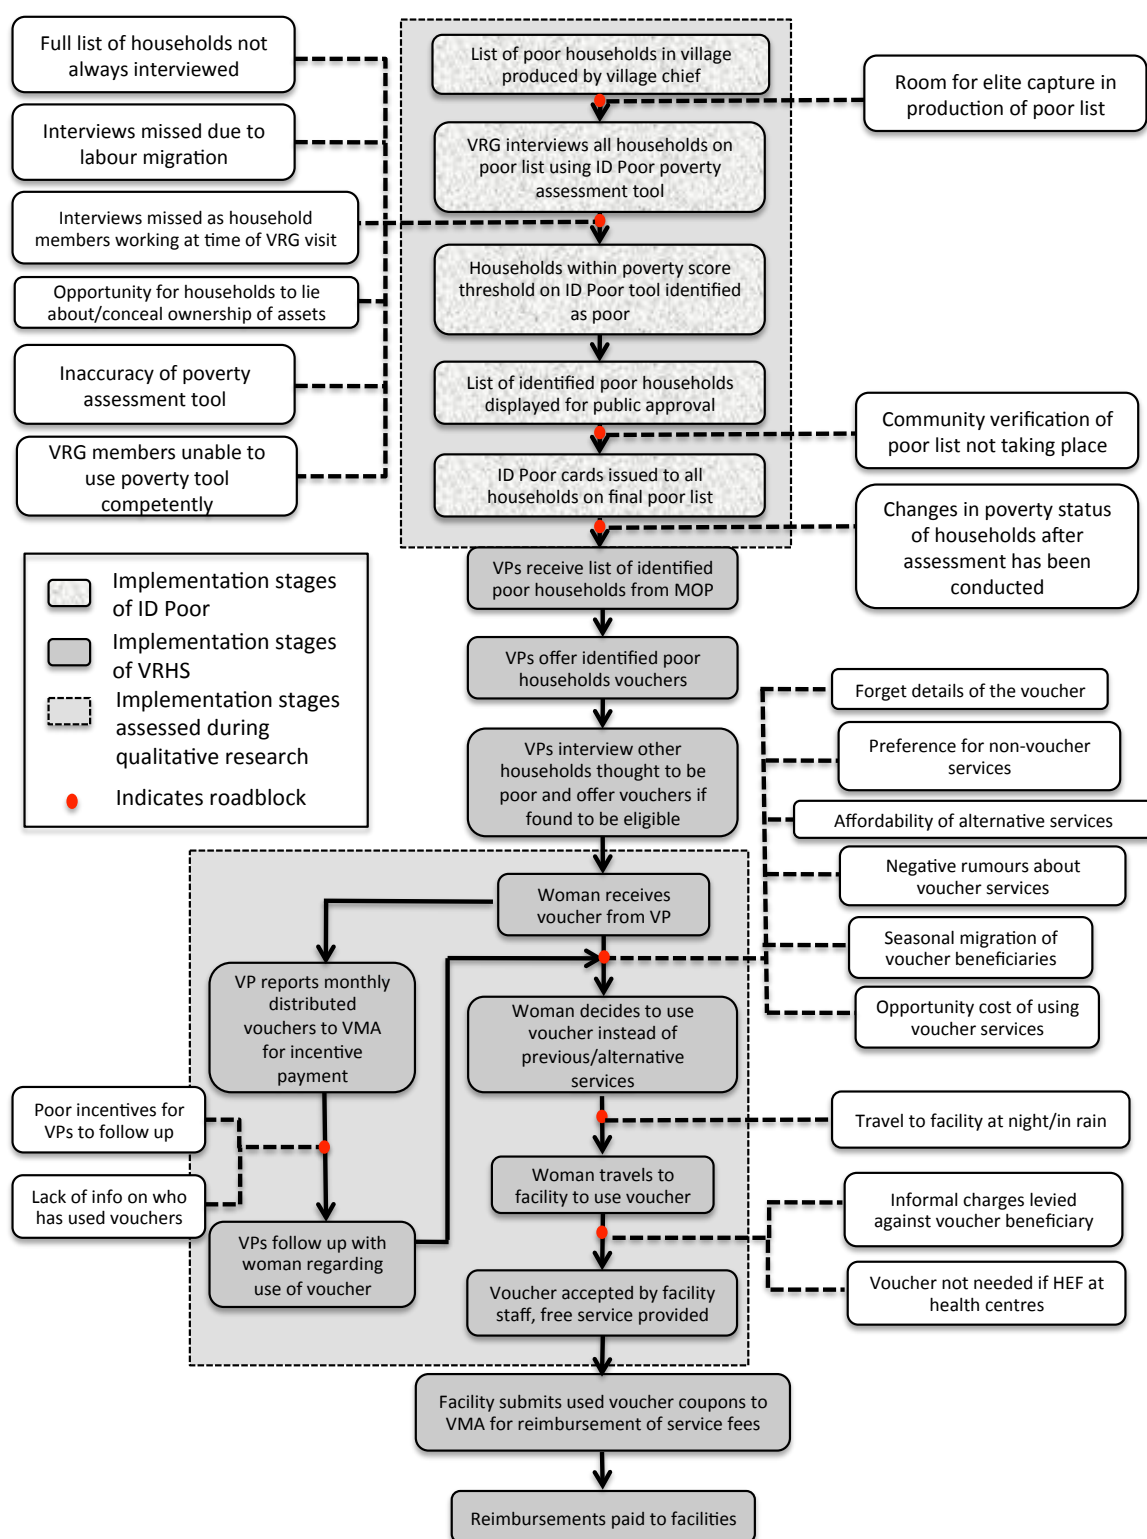 Full list of households not
always interviewed
Interviews missed due to
labour migration
Interviews missed as household
members working at time of VRG visit
Opportunity for households to lie
about/conceal ownership of assets
Inaccuracy of poverty
assessment tool
VRG members unable to
use poverty tool
competently
List of poor households in village
produced by village chief
VRG interviews all households on
poor list using ID Poor poverty
assessment tool
Households within poverty score
threshold on ID Poor tool identified
as poor
List of identified poor households
displayed for public approval
ID Poor cards issued to all
households on final poor list
Room for elite capture in
production of poor list
Community verification of
poor list not taking place
Changes in poverty status
of households after
assessment has been
conducted
Implementation stages
of ID Poor
Implementation stages
of VRHS
Implementation stages
assessed during
qualitative research
Indicates roadblock
VPs receive list of identified
poor households from MOP
VPs offer identified poor
households vouchers
VPs interview other
households thought to be
poor and offer vouchers if
found to be eligible
Forget details of the voucher
Preference for non-voucher
services
Affordability of alternative services
Negative rumours about
voucher services
Seasonal migration of
voucher beneficiaries
Opportunity cost of using
voucher services
Woman receives
voucher from VP
VP reports monthly
distributed
vouchers to VMA
for incentive
payment
Woman decides to use
voucher instead of
previous/alternative
services
Poor incentives for
VPs to follow up
Lack of info on who
has used vouchers
Travel to facility at night/in rain
Woman travels to
facility to use voucher
Informal charges levied
against voucher beneficiary
VPs follow up with
woman regarding
use of voucher
Voucher accepted by facility
staff, free service provided
Voucher not needed if HEF at
health centres
Facility submits used voucher coupons to
VMA for reimbursement of service fees
Reimbursements paid to facilities